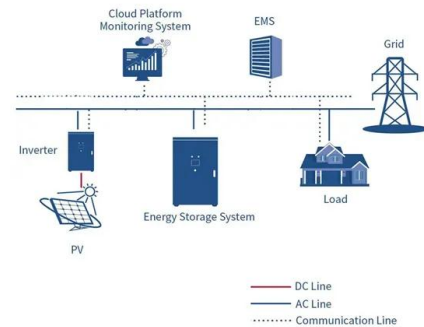 Cloud Platform
Monitoring System
EMS
Grid
Inverter
Energy Storage System
Load
PV
DC Line
AC Line
Communication Line